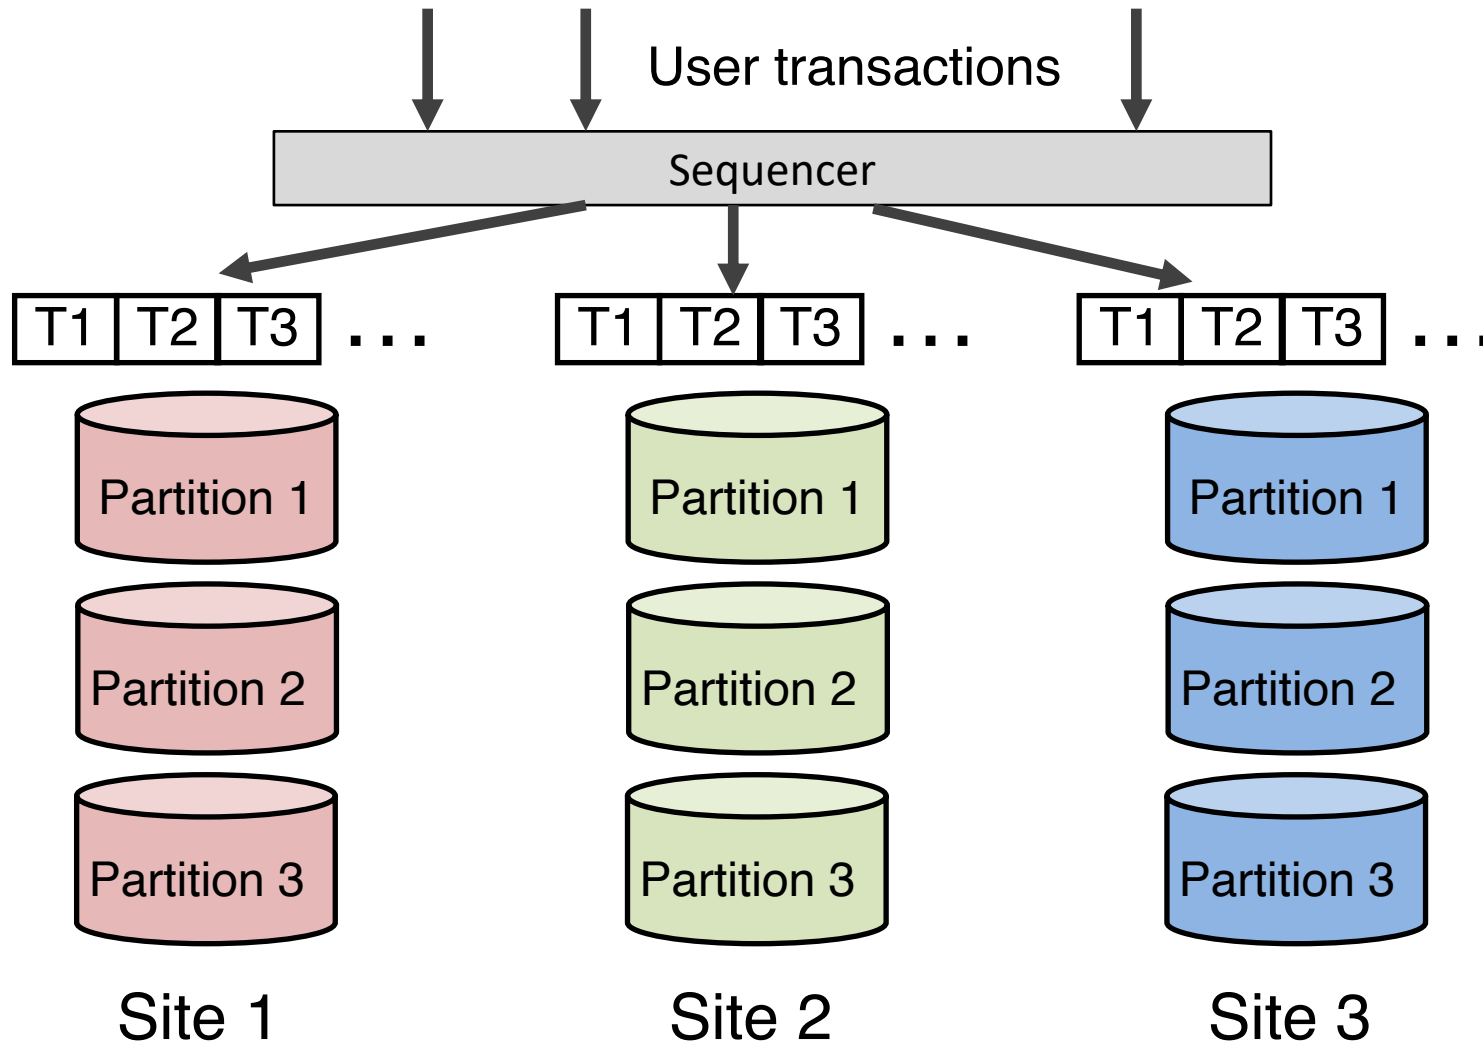 User transactions
Sequencer
T1 T2 T3 ... T1 T2 T3 ... T1 T2 T3 ...
Partition 1 Partition 1 Partition 1
Partition 2 Partition 2 Partition 2
Partition 3 Partition 3 Partition 3
Site 1 Site 2 Site 3